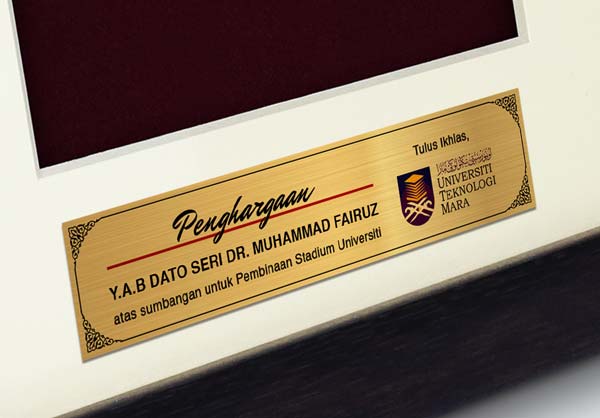 Penghargaan
Y.A.B DATO SERI DR. MUHAMMAD FAIRUZ
atas sumbangan untuk Pembinaan Stadium Universiti
Tulus Ikhlas,
UNIVERSITI
TEKNOLOGI
MARA